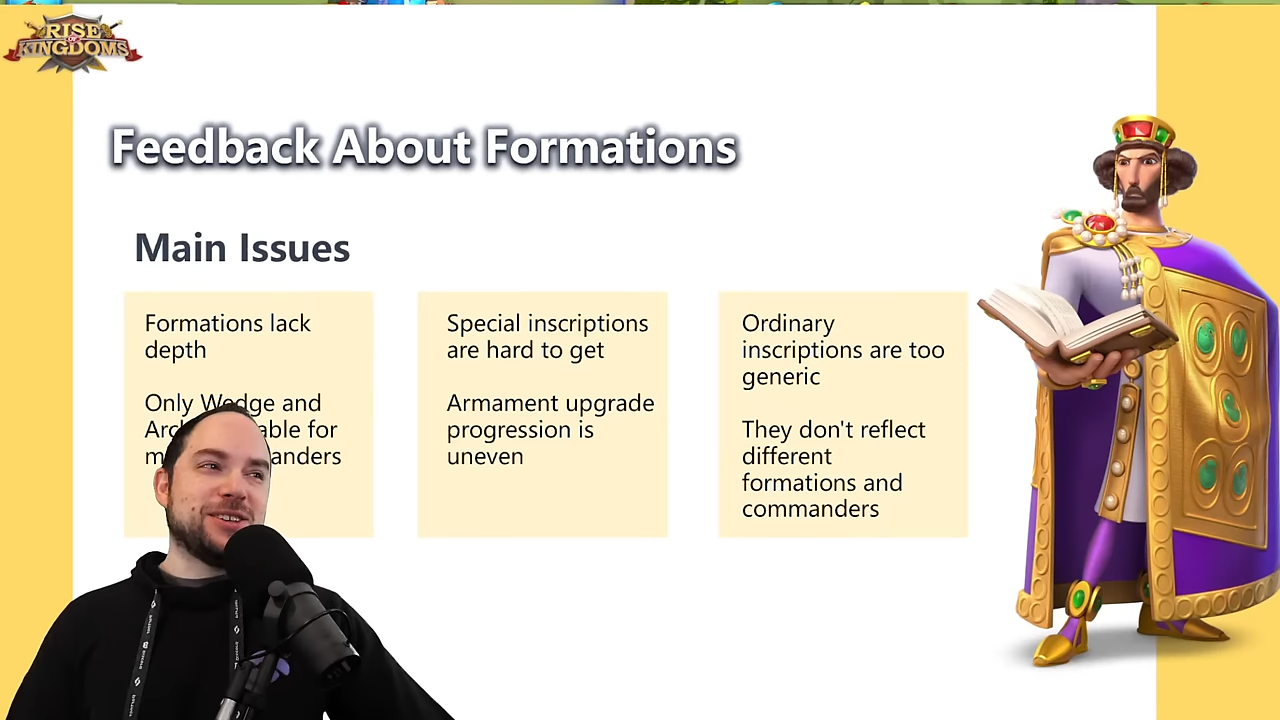 RISE
OF
KINGDOMS
Feedback About Formations
Main Issues
Formations lack
depth
Only Wedge and
for
Special inscriptions
are hard to get
Armament upgrade
progression is
uneven
Ordinary
inscriptions are too
generic
They don't reflect
different
formations and
commanders